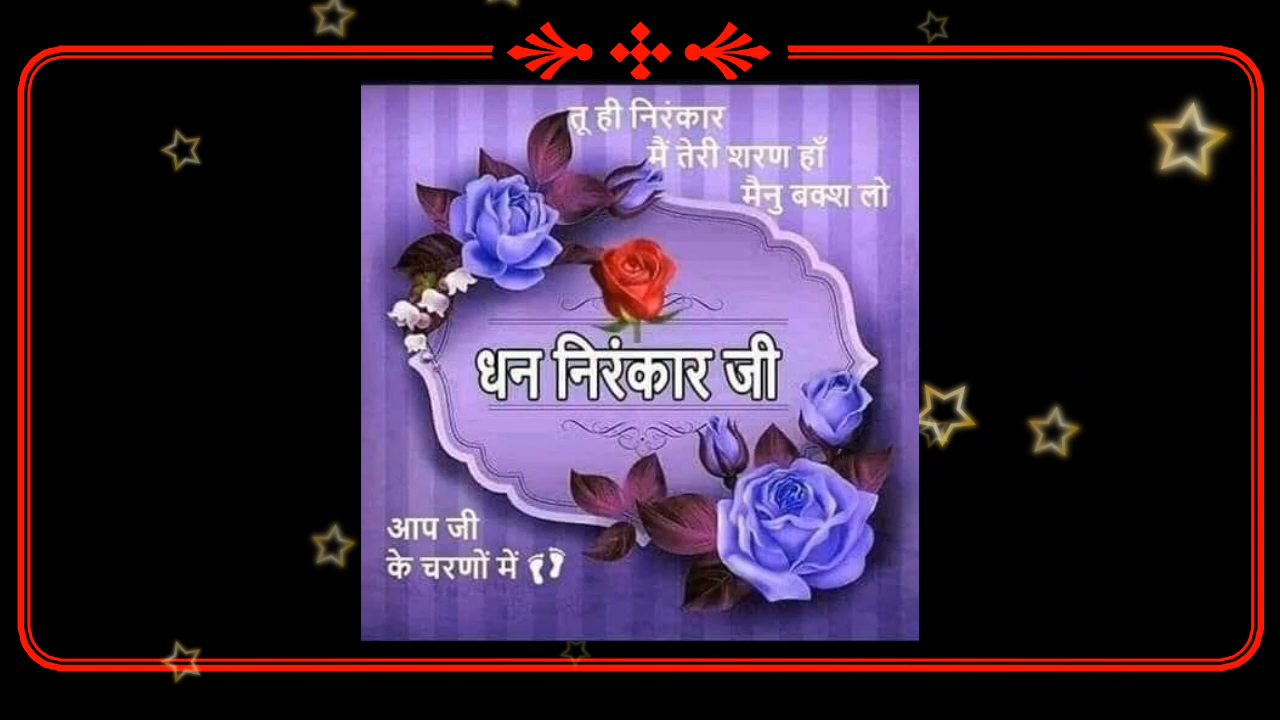 तू ही निरंकार
मैं तेरी शरण हाँ
मैनु बक्श लो
धन निरंकार जी
आप जी
के चरणों में